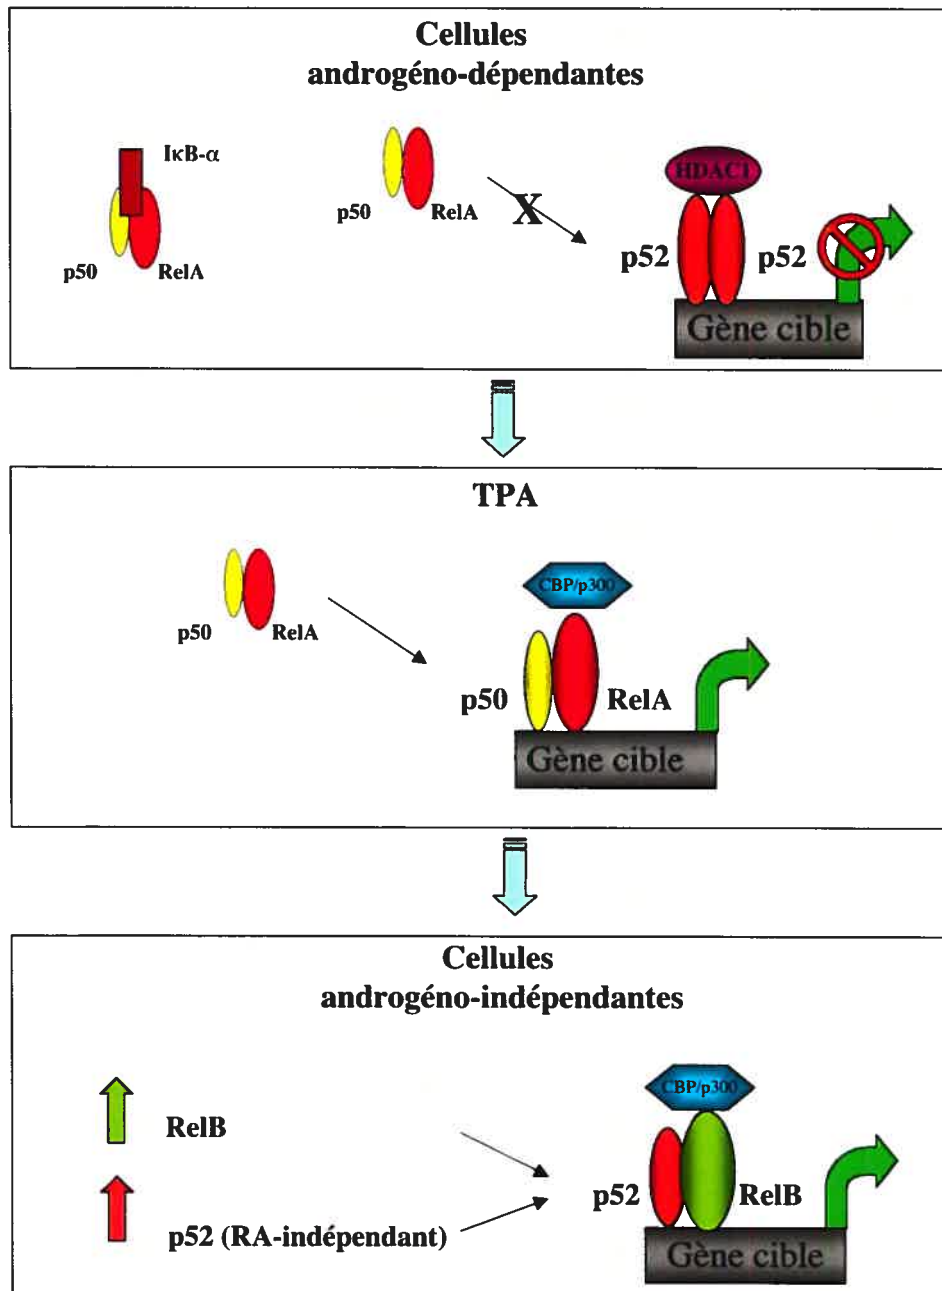 Cellules
androgéno-dépendantes
IκB-α
p50
RelA
p50
RelA
X
HDAC1
p52
p52
Gène cible
TPA
p50
RelA
CBP/p300
p50
RelA
Gène cible
Cellules
androgéno-indépendantes
RelB
p52 (RA-indépendant)
CBP/p300
p52
RelB
Gène cible